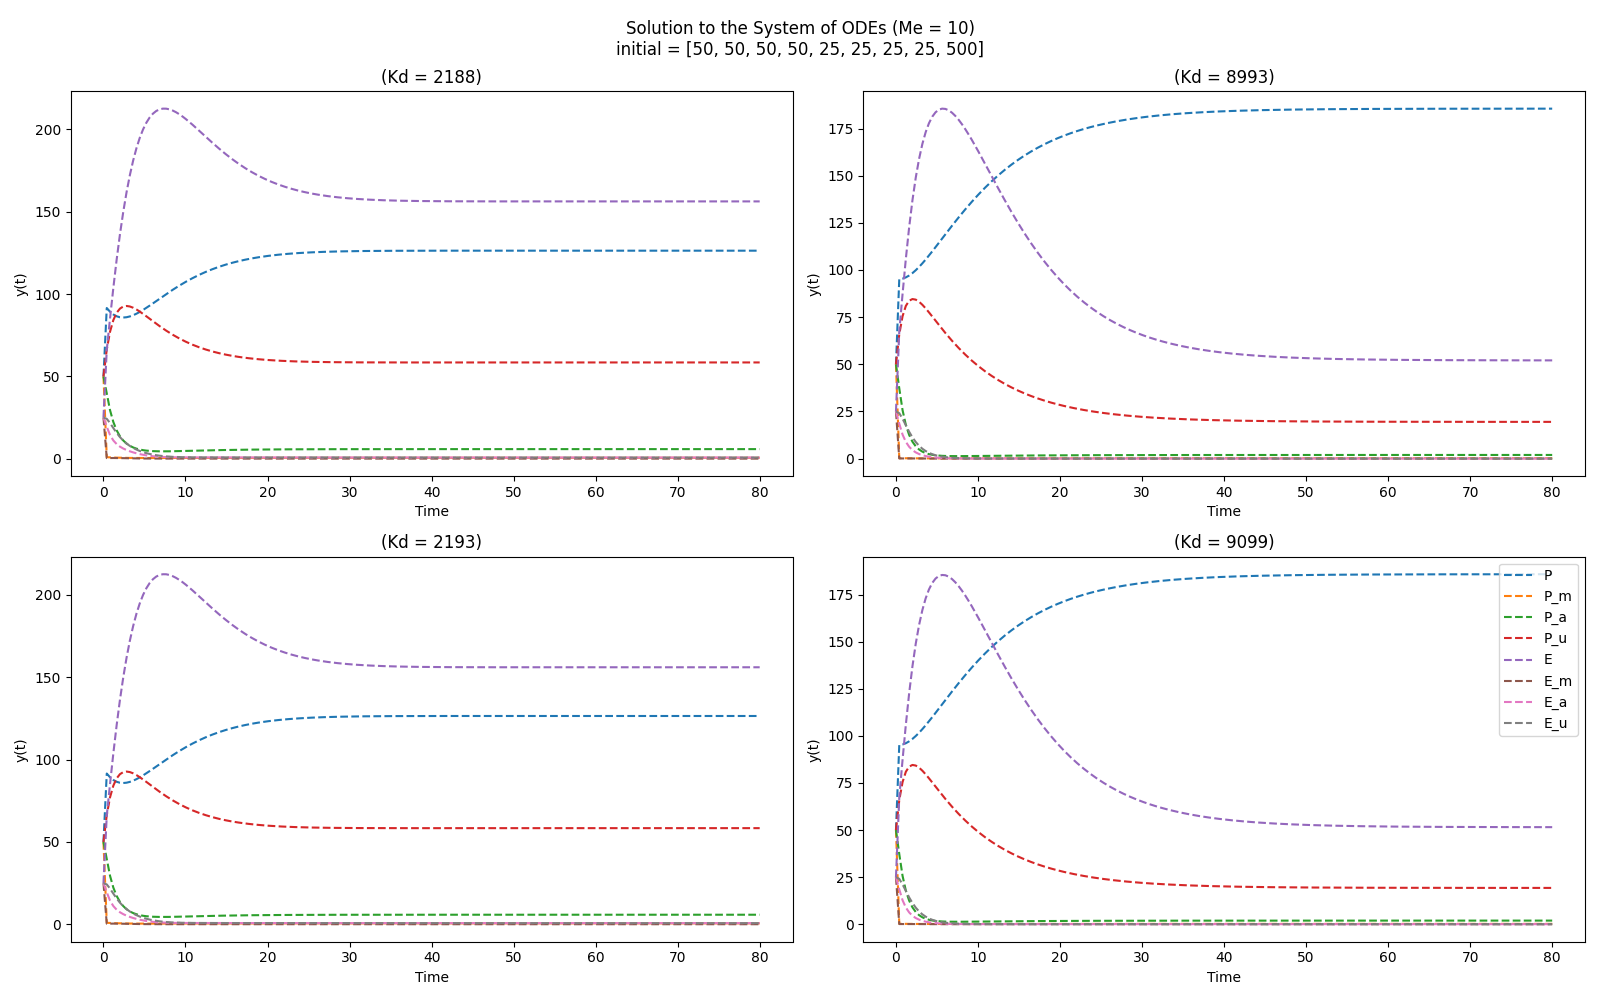 Solution to the System of ODEs (Me = 10)
initial = [50, 50, 50, 50, 25, 25, 25, 25, 500]
(Kd = 2188)
y(t)
200
150
100
50
0
0 10 20 30 40 50 60 70 80
Time
(Kd = 8993)
y(t)
175
150
125
100
75
50
25
0
0 10 20 30 40 50 60 70 80
Time
(Kd = 2193)
y(t)
200
150
100
50
0
0 10 20 30 40 50 60 70 80
Time
(Kd = 9099)
y(t)
175
150
125
100
75
50
25
0
0 10 20 30 40 50 60 70 80
Time
P
P_m
P_a
P_u
E
E_m
E_a
E_u